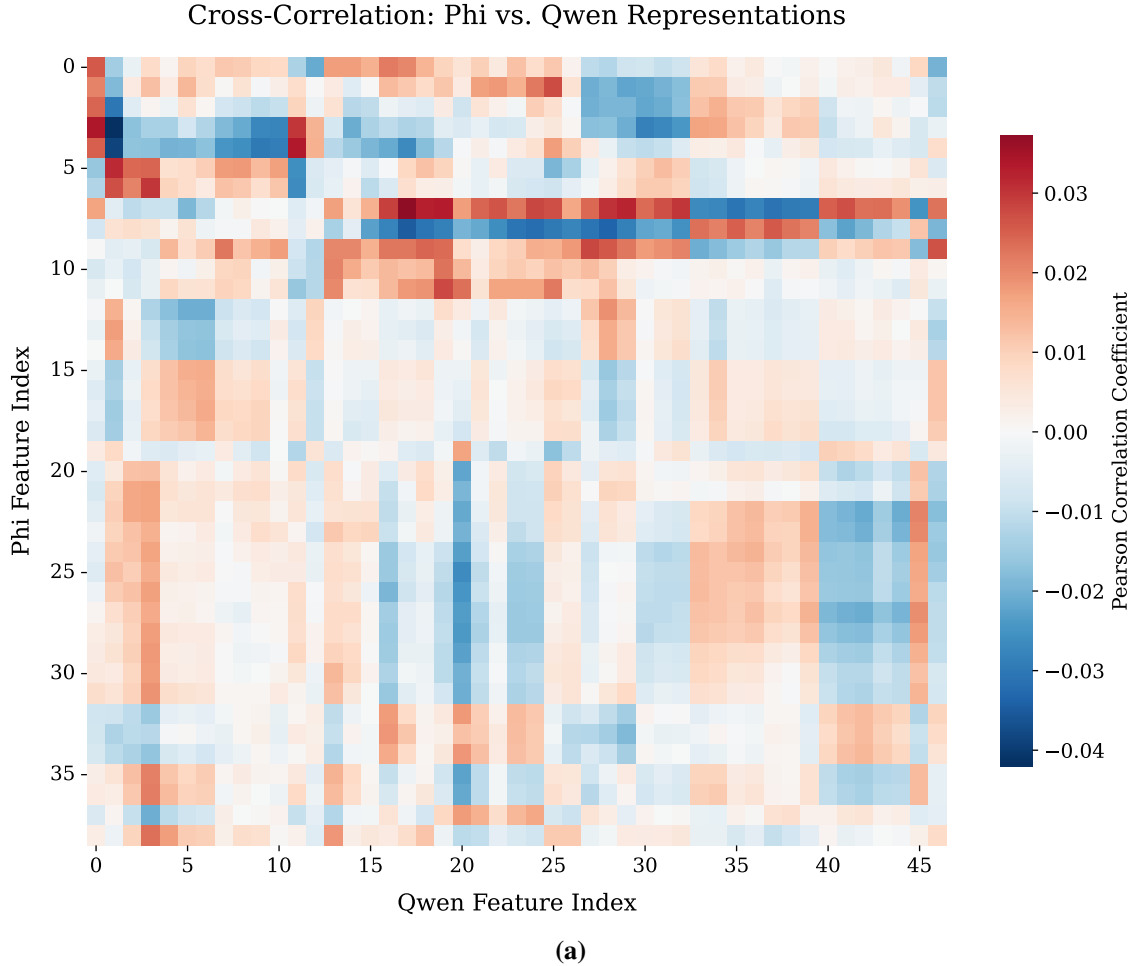 Cross-Correlation: Phi vs. Qwen Representations
Phi Feature Index
0
5
10
15
20
25
30
35
0 5 10 15 20 25 30 35 40 45
Qwen Feature Index
0.03
0.02
0.01
0.00
−0.01
−0.02
−0.03
−0.04
Pearson Correlation Coefficient
(a)